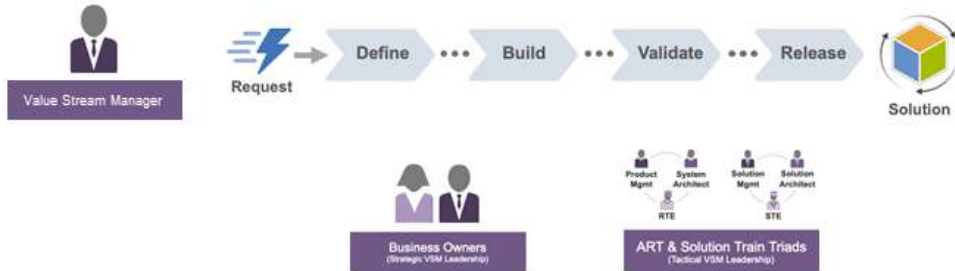 Value Stream Manager
Request
Define
Build
Validate
Release
Solution
Business Owners
(Strategic VSM Leadership)
Product
Mgmt
System
Architect
RTE
Solution
Mgmt
Solution
Architect
STE
ART & Solution Train Triads
(Tactical VSM Leadership)